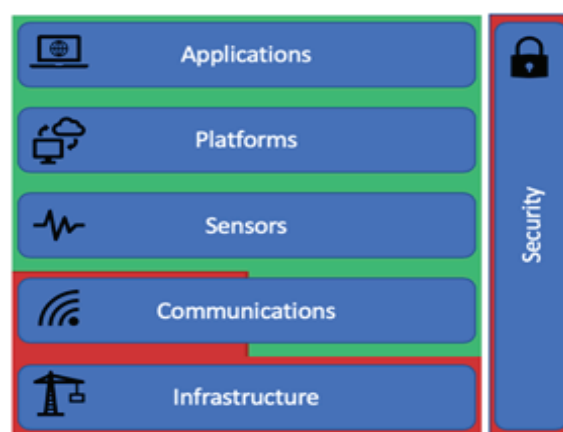 Applications
Platforms
Sensors
Communications
Infrastructure
Security